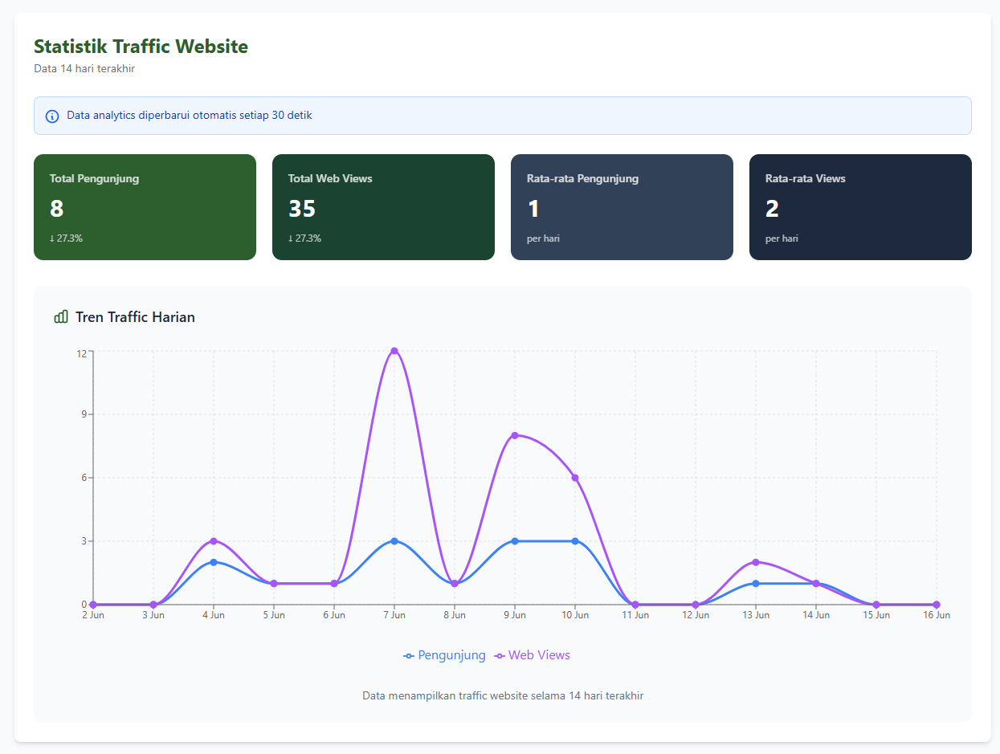 Statistik Traffic Website
Data 14 hari terakhir
Data analytics diperbarui otomatis setiap 30 detik
Total Pengunjung
8
↓ 27.3%
Total Web Views
35
↓ 27.3%
Rata-rata Pengunjung
1
per hari
Rata-rata Views
2
per hari
Tren Traffic Harian
12
9
6
3
0
2 Jun 3 Jun 4 Jun 5 Jun 6 Jun 7 Jun 8 Jun 9 Jun 10 Jun 11 Jun 12 Jun 13 Jun 14 Jun 15 Jun 16 Jun
Pengunjung Web Views
Data menampilkan traffic website selama 14 hari terakhir